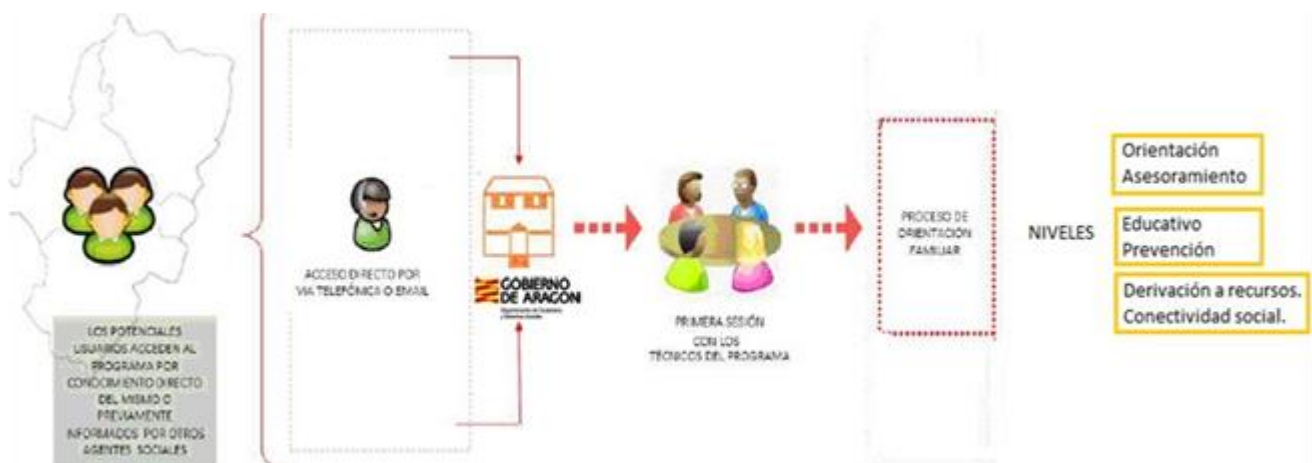 LOS POTENCIALES
USUARIOS ACCEDEN AL
PROGRAMA POR
CONOCIMIENTO DIRECTO
DEL MISMO O
PREVIAMENTE
INFORMADOS POR OTROS
AGENTES SOCIALES
ACCESO DIRECTO POR
VIA TELEFÓNICA O EMAIL
GOBIERNO
DE ARAGON
PRIMERA SESIÓN
CON LOS
TÉCNICOS DEL PROGRAMA
PROCESO DE
ORIENTACIÓN
FAMILIAR
NIVELES
Orientación
Asesoramiento
Educativo
Prevención
Derivación a recursos.
Conectividad social.